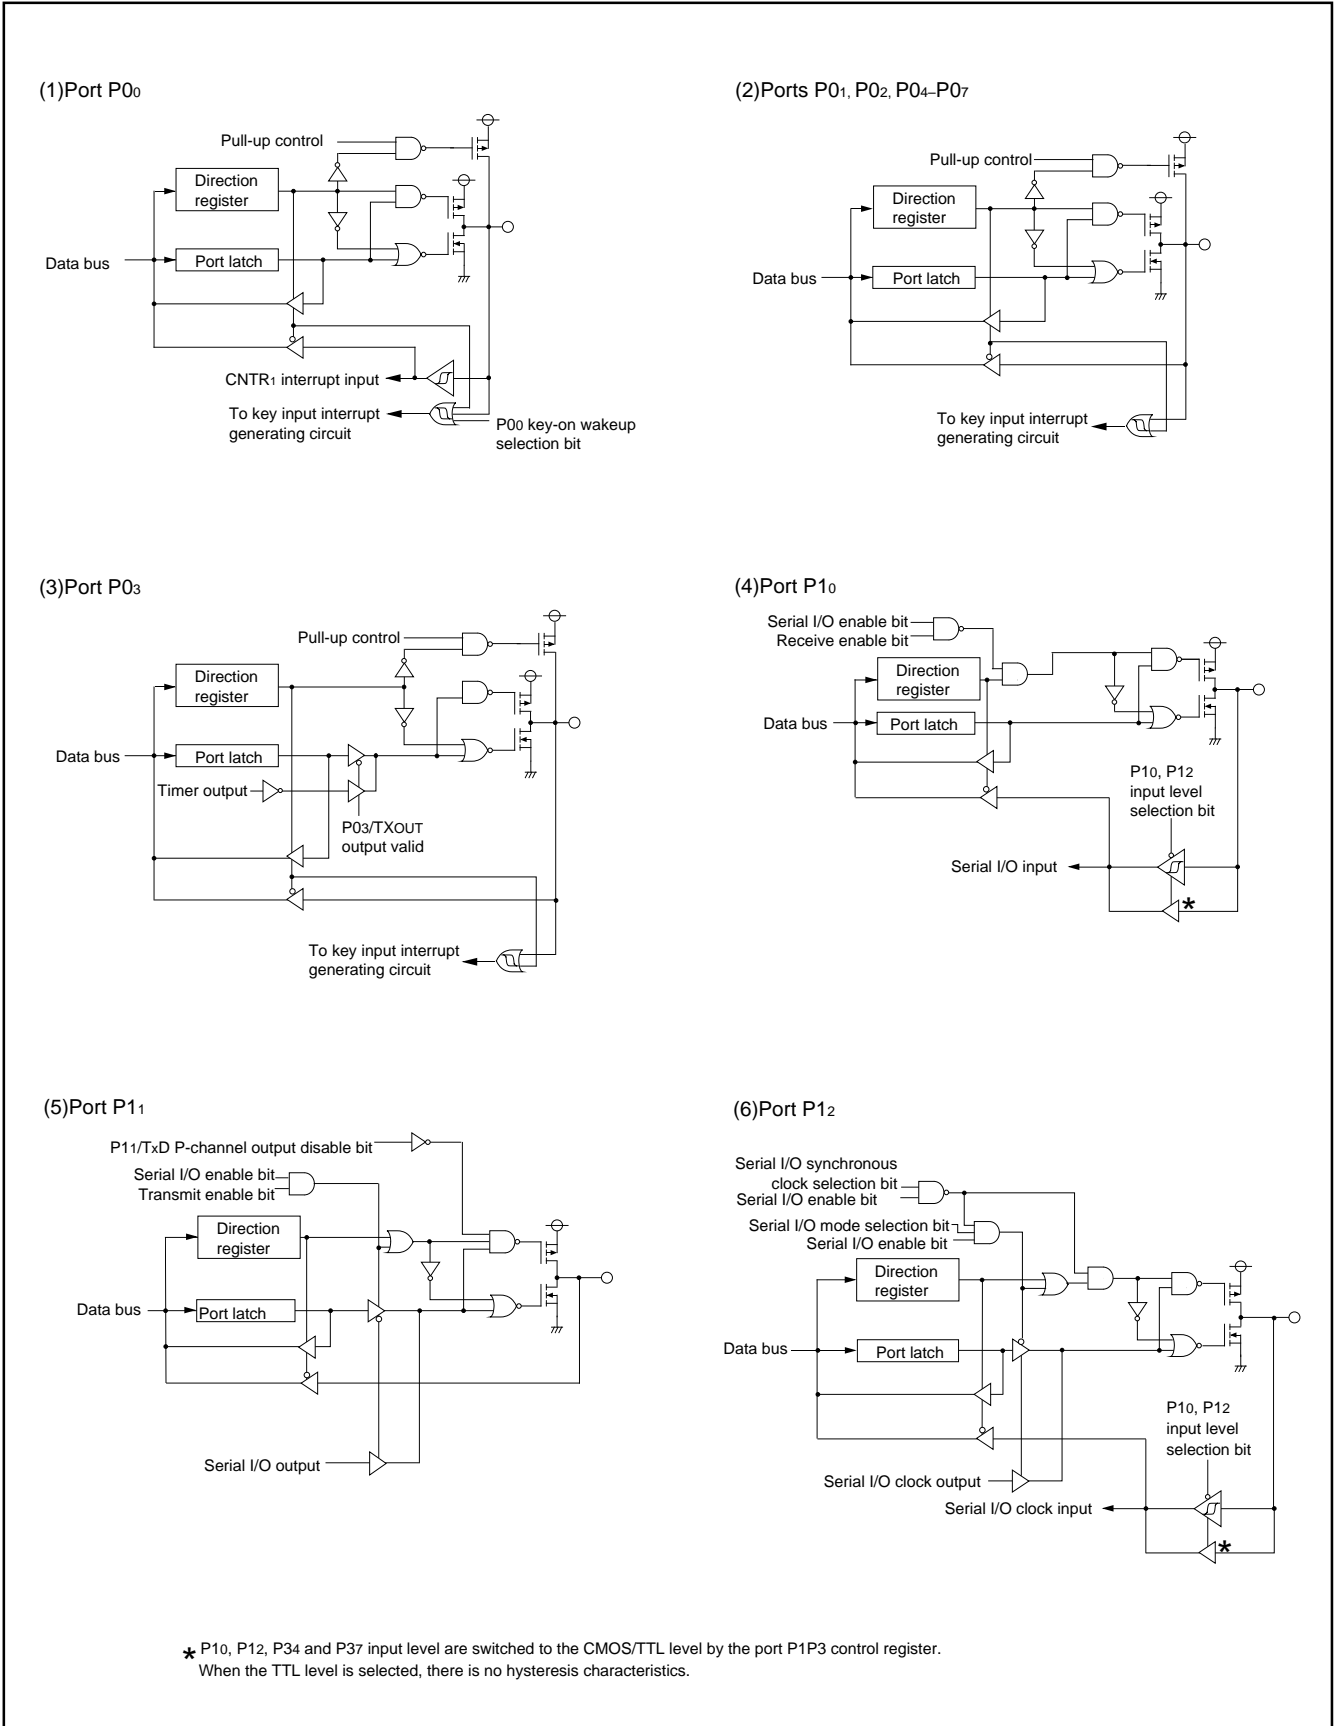 (1)Port P00
Pull-up control
Direction
register
Data bus
Port latch
CNTR1 interrupt input
To key input interrupt
generating circuit
P00 key-on wakeup
selection bit
(2)Ports P01, P02, P04–P07
Pull-up control
Direction
register
Data bus
Port latch
To key input interrupt
generating circuit
(3)Port P03
Pull-up control
Direction
register
Data bus
Port latch
Timer output
P03/TXOUT
output valid
To key input interrupt
generating circuit
(4)Port P10
Serial I/O enable bit
Receive enable bit
Direction
register
Data bus
Port latch
P10, P12
input level
selection bit
Serial I/O input
*
(5)Port P11
P11/TxD P-channel output disable bit
Serial I/O enable bit
Transmit enable bit
Direction
register
Data bus
Port latch
Serial I/O output
(6)Port P12
Serial I/O synchronous
clock selection bit
Serial I/O enable bit
Serial I/O mode selection bit
Serial I/O enable bit
Direction
register
Data bus
Port latch
P10, P12
input level
selection bit
Serial I/O clock output
Serial I/O clock input
*
* P10, P12, P34 and P37 input level are switched to the CMOS/TTL level by the port P1P3 control register.
When the TTL level is selected, there is no hysteresis characteristics.